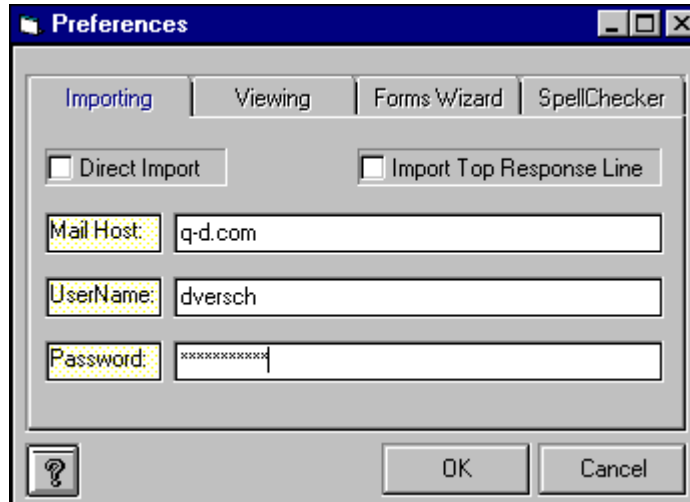 Preferences
Importing Viewing Forms Wizard SpellChecker
Direct Import Import Top Response Line
Mail Host: q-d.com
UserName: dversch
Password: ***********
? OK Cancel